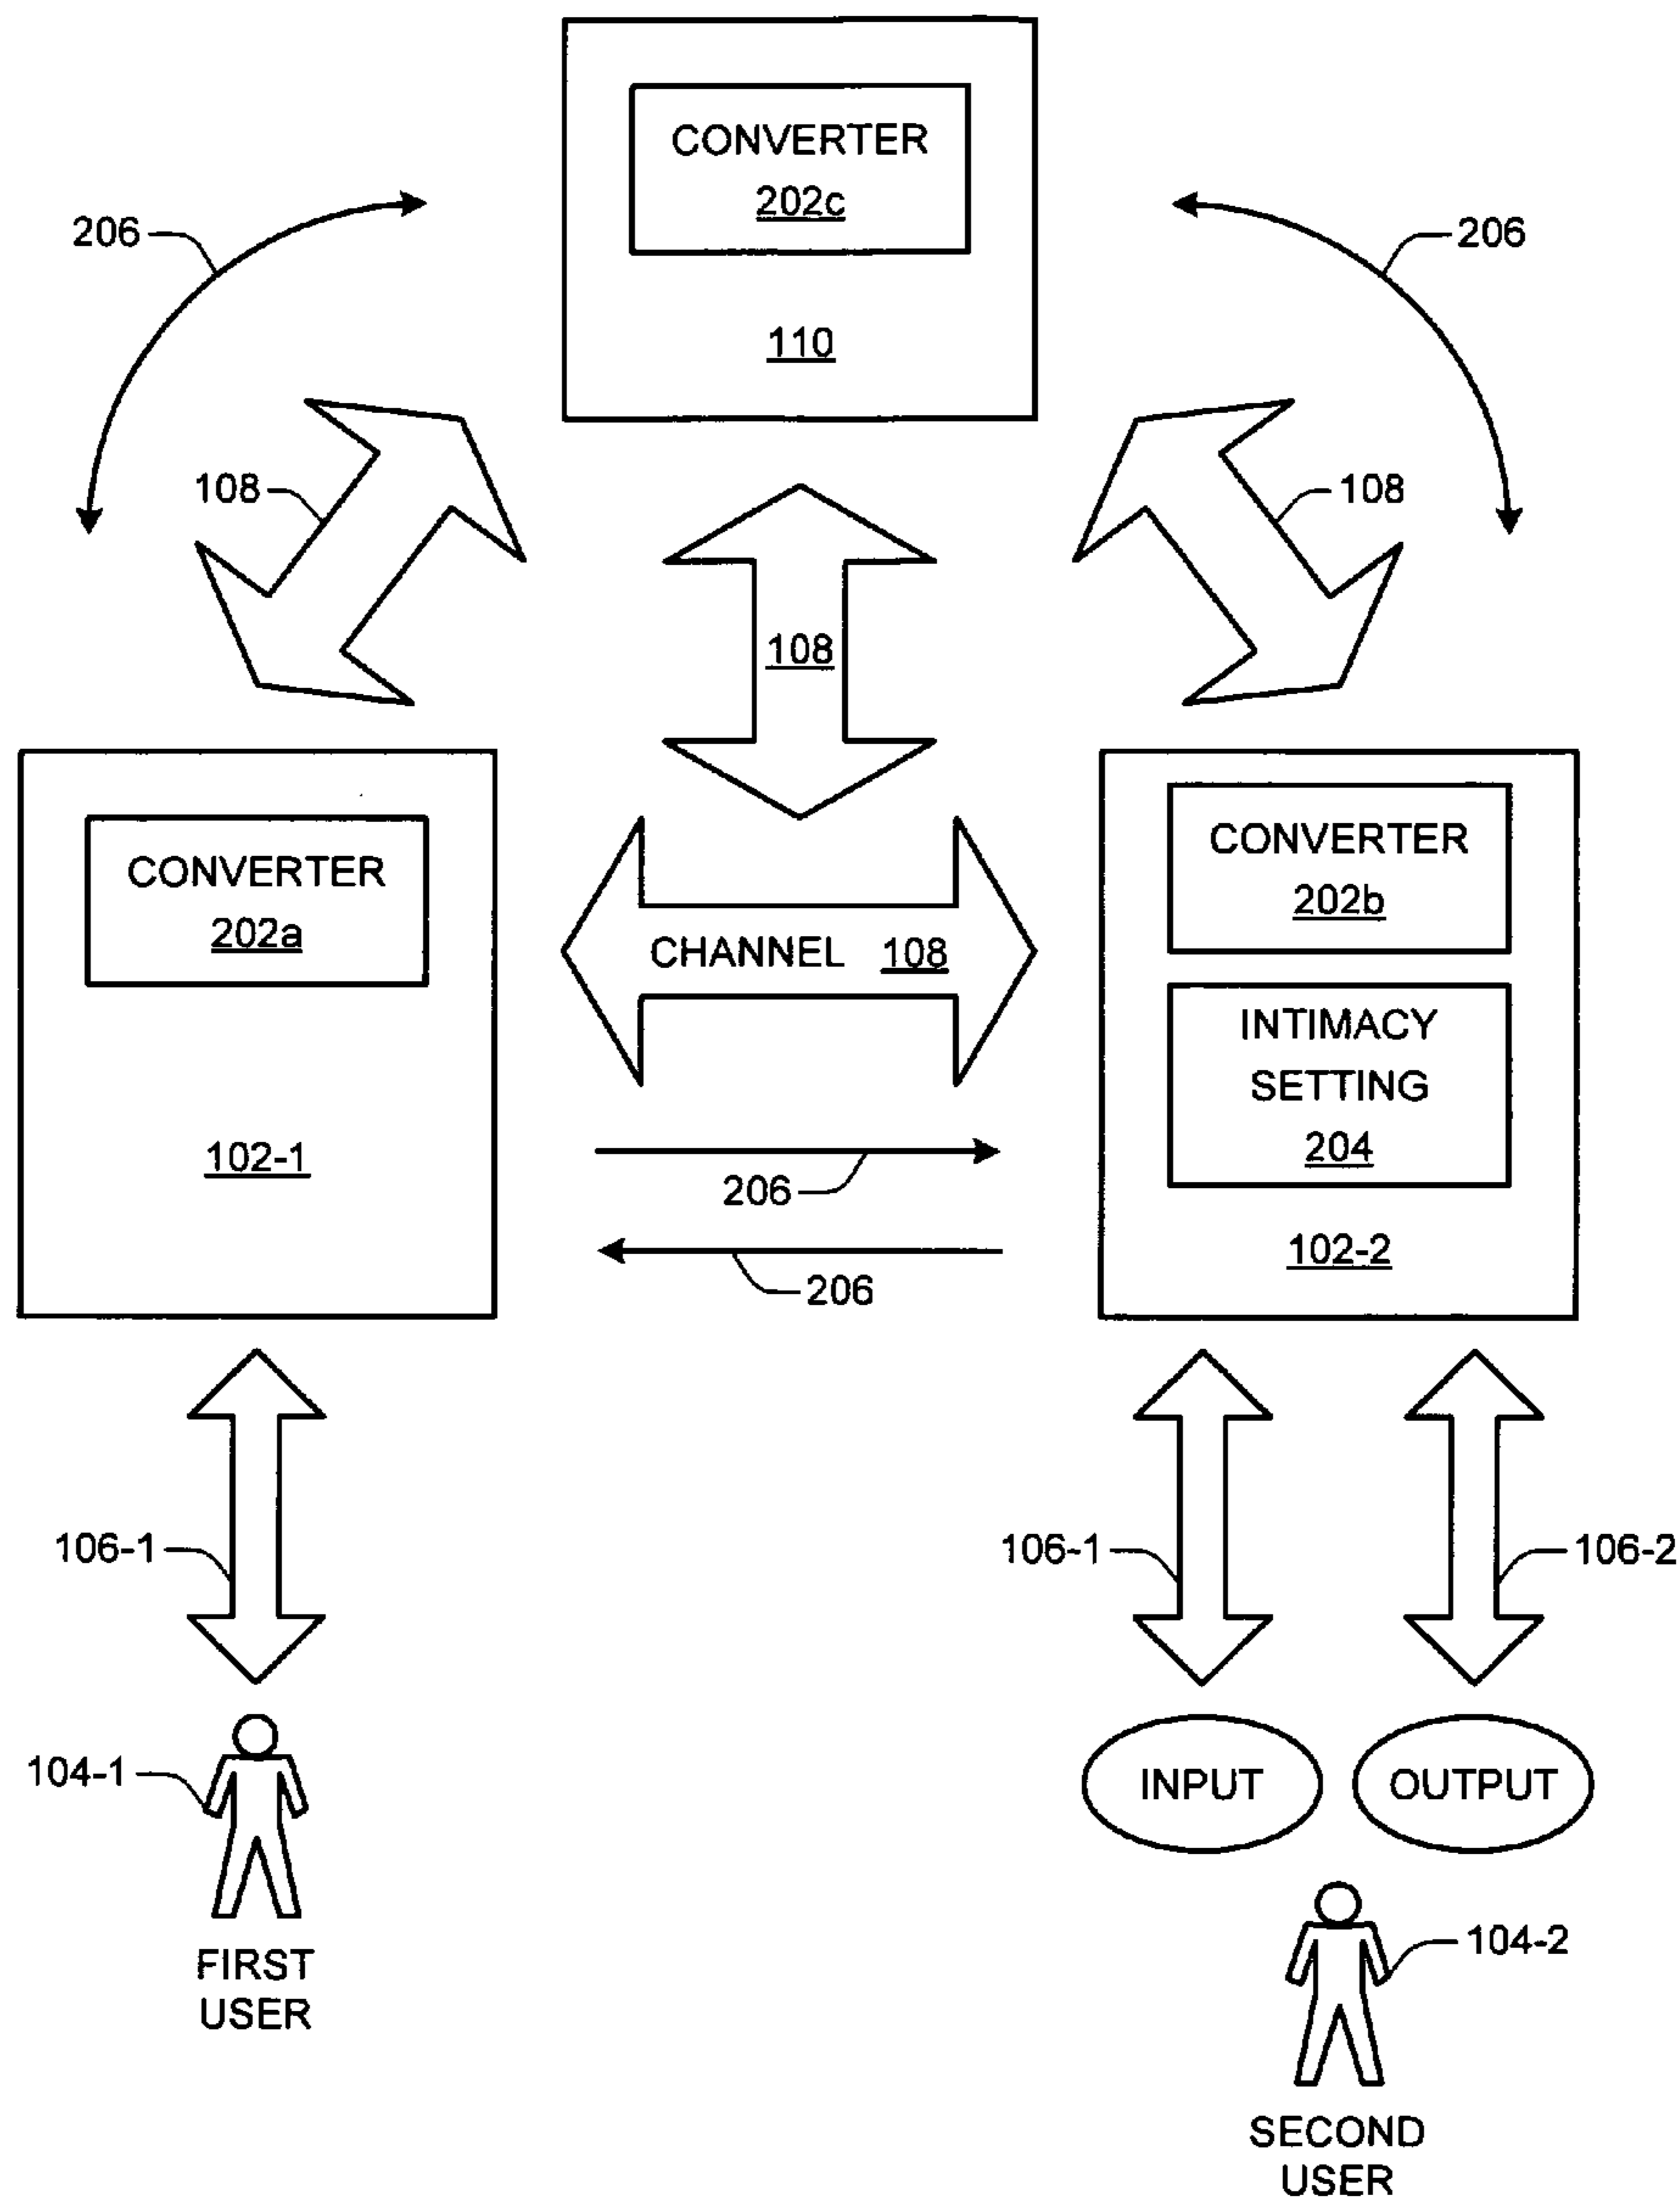 CONVERTER
202c
110
206
206
108
108
108
CONVERTER
202a
102-1
CHANNEL 108
206
206
CONVERTER
202b
INTIMACY
SETTING
204
102-2
106-1
106-1
106-2
104-1
FIRST
USER
INPUT
OUTPUT
104-2
SECOND
USER